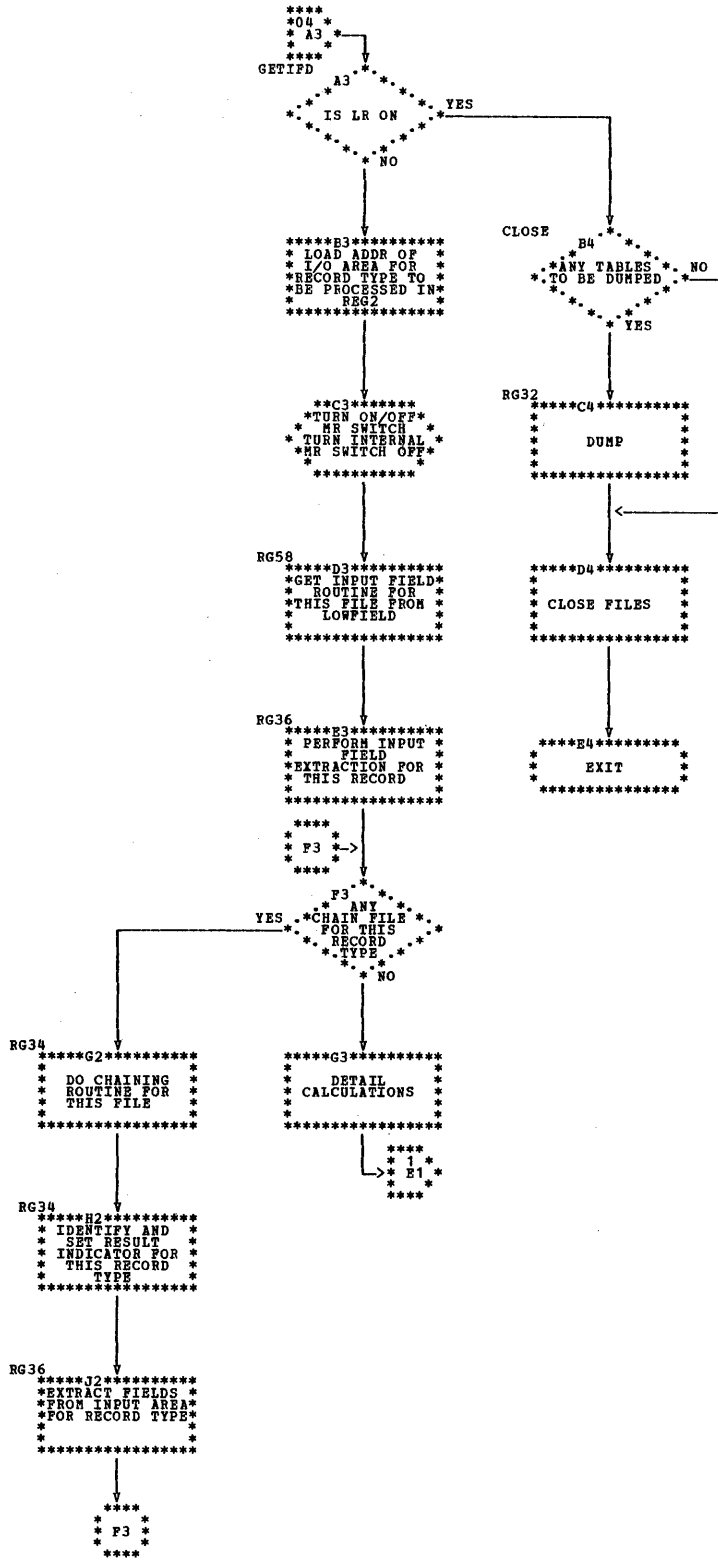 04
A3
GETIFD
A3
IS LR ON
YES
NO
B3
LOAD ADDR OF
I/O AREA FOR
RECORD TYPE TO
BE PROCESSED IN
REG2
CLOSE
B4
ANY TABLES
TO BE DUMPED
NO
YES
C3
TURN ON/OFF
MR SWITCH
TURN INTERNAL
MR SWITCH OFF
RG32
C4
DUMP
RG58
D3
GET INPUT FIELD
ROUTINE FOR
THIS FILE FROM
LOWFIELD
D4
CLOSE FILES
RG36
E3
PERFORM INPUT
FIELD
EXTRACTION FOR
THIS RECORD
E4
EXIT
F3
F3
ANY
CHAIN FILE
FOR THIS
RECORD
TYPE
YES
NO
RG34
G2
DO CHAINING
ROUTINE FOR
THIS FILE
G3
DETAIL
CALCULATIONS
1
E1
RG34
H2
IDENTIFY AND
SET RESULT
INDICATOR FOR
THIS RECORD
TYPE
RG36
J2
EXTRACT FIELDS
FROM INPUT AREA
FOR RECORD TYPE
F3